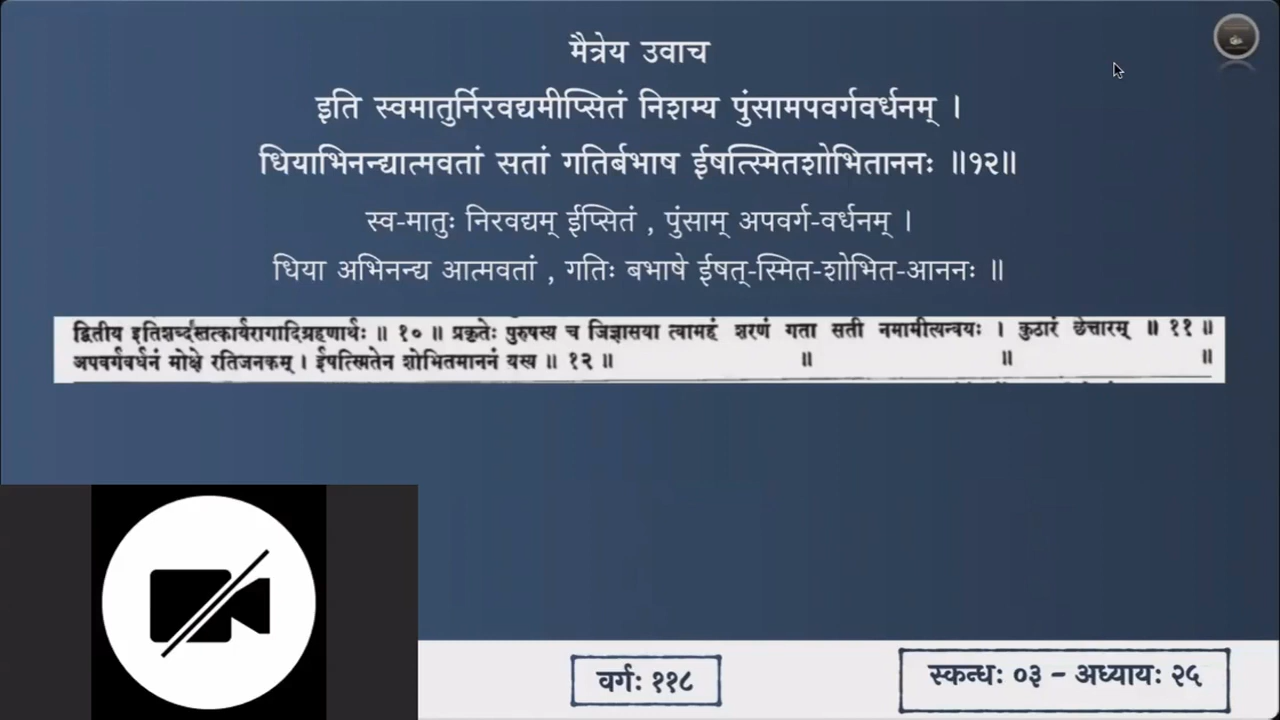 मैत्रेय उवाच
इति स्वमातुर्निरवद्यमीप्सितं निशम्य पुंसामपवर्गवर्धनम् ।
धियाभिनन्द्यात्मवतां सतां गतिर्बभाष ईषत्स्मितशोभिताननः ॥१२॥
स्व-मातुः निरवद्यम् ईप्सितं , पुंसाम् अपवर्ग-वर्धनम् ।
धिया अभिनन्द्य आत्मवतां , गतिः बभाषे ईषत्-स्मित-शोभित-आननः ॥
द्वितीय इतिशब्दस्तत्कार्यरागादिग्रहणार्थः ॥ १० ॥ प्रकृतेः पुरुषस्य च जिज्ञासया त्वामहं शरणं गता सती नमामीत्यन्वयः । कुठारं छेत्तारम् ॥ ११ ॥
अपवर्गवर्धनं मोक्षे रतिजनकम् । ईषत्स्मितेन शोभितमाननं यस्य ॥ १२ ॥ ॥ ॥ ॥
वर्गः ११८
स्कन्धः ०३ - अध्यायः २५